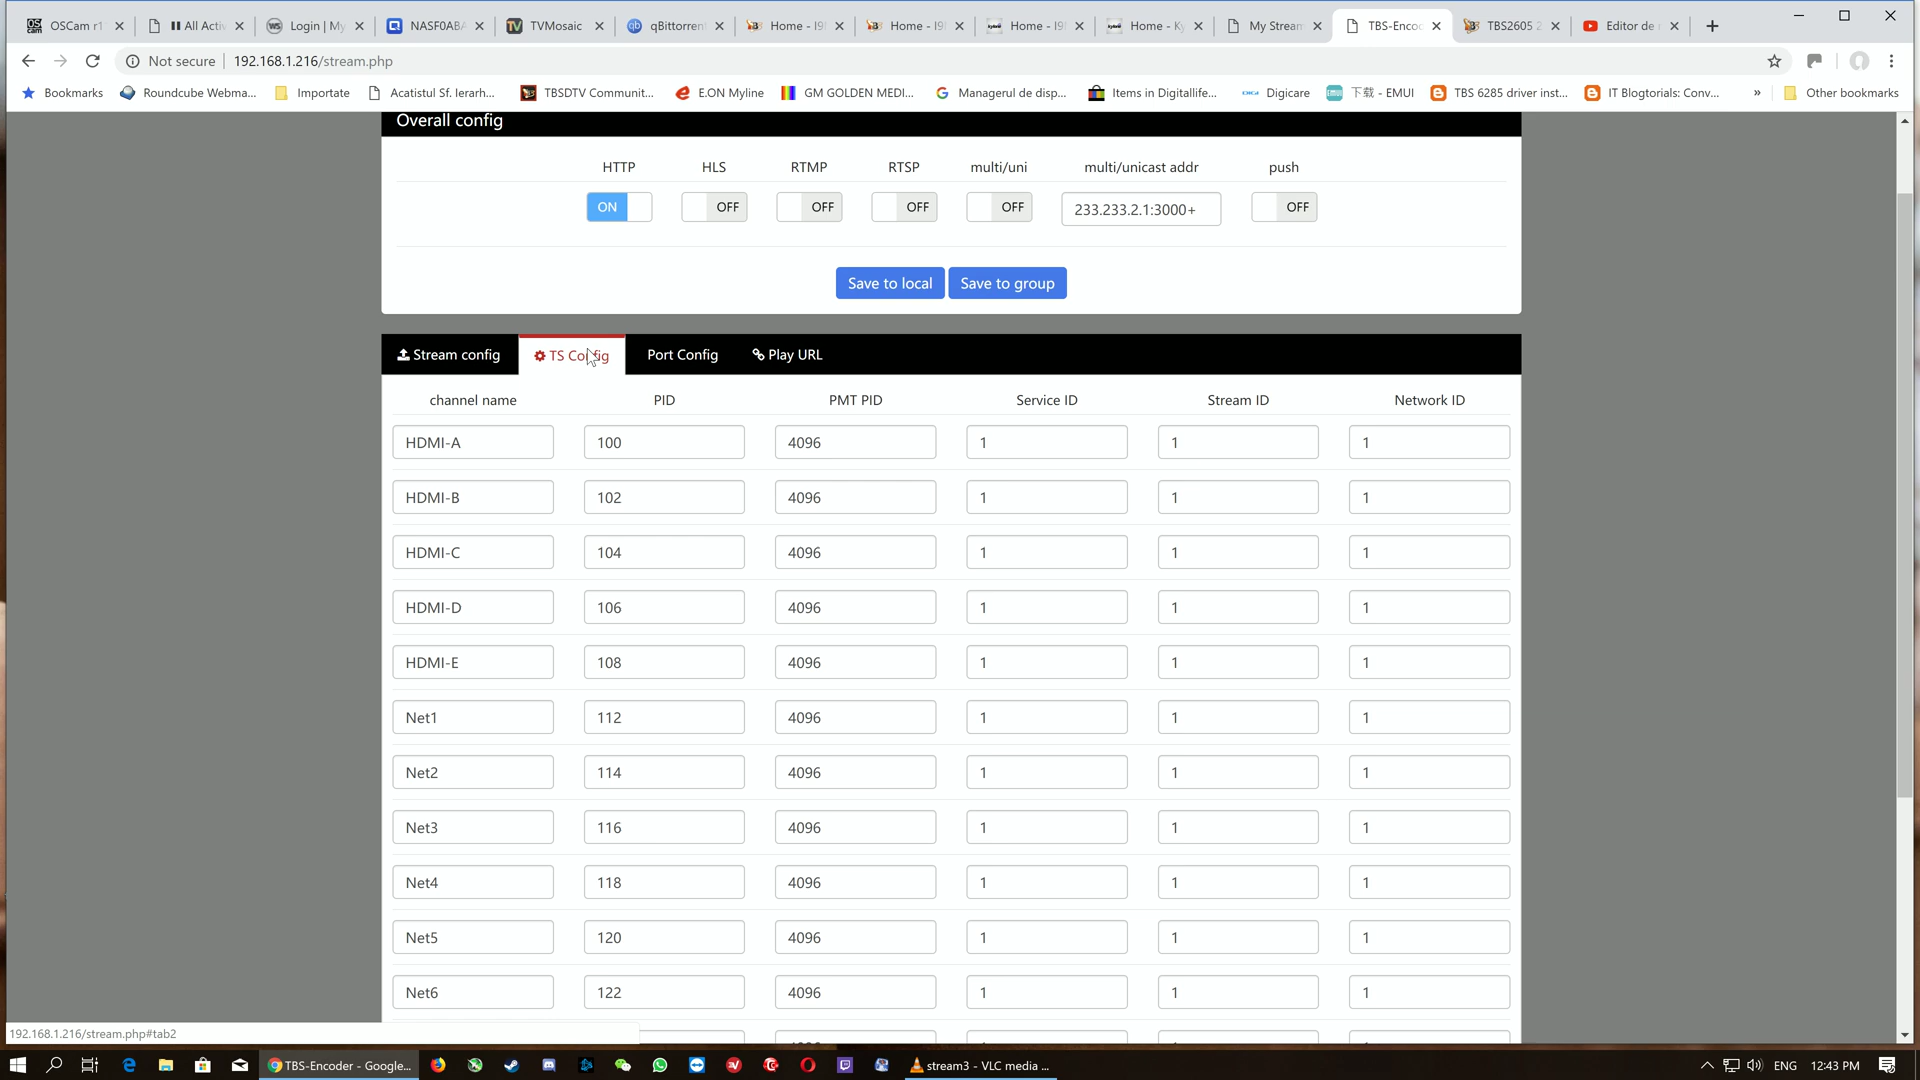 OSCam r1
All Activ
Login | My
NASF0ABA
TVMosaic
qBittorren
Home - I9I
Home - I9I
Home - I9I
Home - Ky
My Stream
TBS-Encod
TBS2605 2
Editor de
Not secure
192.168.1.216/stream.php
Bookmarks
Roundcube Webma...
Importate
Acatistul Sf. Ierarh...
TBSDTV Communit...
E.ON Myline
GM GOLDEN MEDI...
Managerul de disp...
Items in Digitallife...
Digicare
下载 - EMUI
TBS 6285 driver inst...
IT Blogtorials: Conv...
»
Other bookmarks
Overall config
HTTP HLS RTMP RTSP multi/uni multi/unicast addr push
ON OFF OFF OFF OFF 233.233.2.1:3000+ OFF
Save to local Save to group
Stream config TS Config Port Config Play URL
channel name PID PMT PID Service ID Stream ID Network ID
HDMI-A 100 4096 1 1 1
HDMI-B 102 4096 1 1 1
HDMI-C 104 4096 1 1 1
HDMI-D 106 4096 1 1 1
HDMI-E 108 4096 1 1 1
Net1 112 4096 1 1 1
Net2 114 4096 1 1 1
Net3 116 4096 1 1 1
Net4 118 4096 1 1 1
Net5 120 4096 1 1 1
Net6 122 4096 1 1 1
192.168.1.216/stream.php#tab2
TBS-Encoder - Google...
stream3 - VLC media ...
ENG
12:43 PM